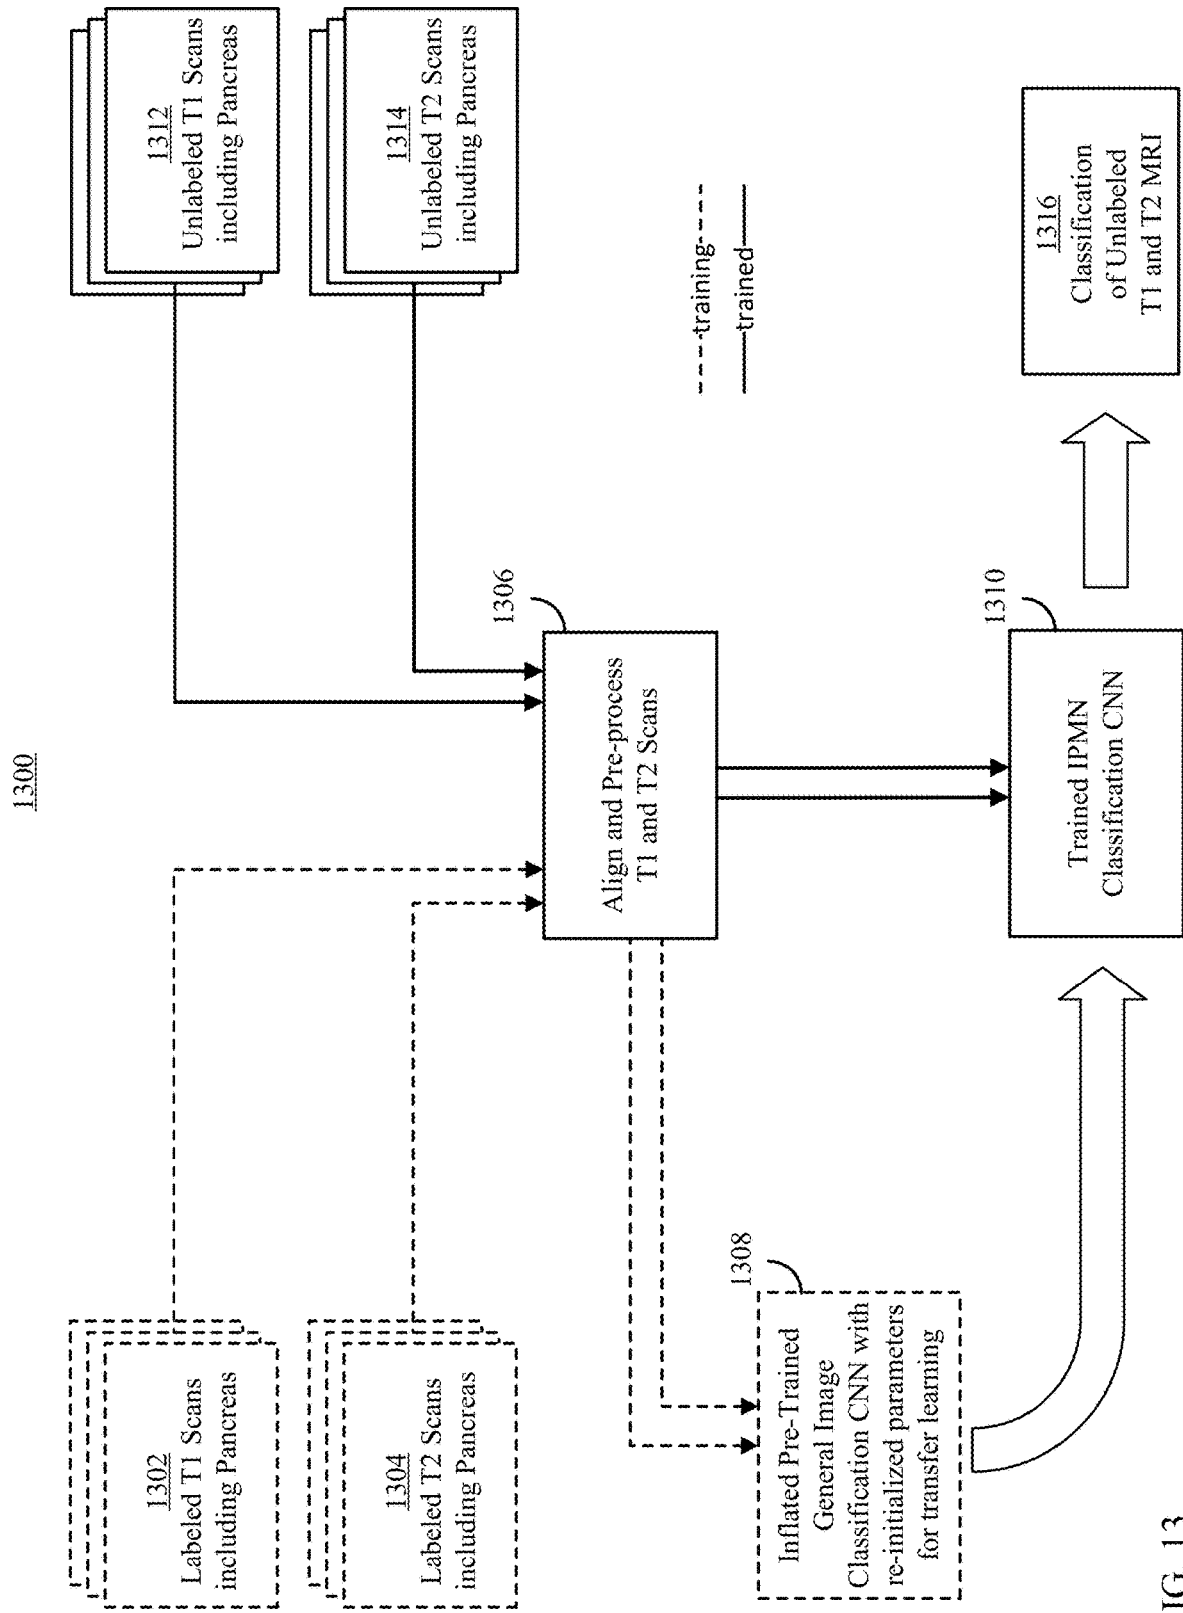 1300
1302
Labeled T1 Scans
including Pancreas
1304
Labeled T2 Scans
including Pancreas
1312
Unlabeled T1 Scans
including Pancreas
1314
Unlabeled T2 Scans
including Pancreas
1306
Align and Pre-process
T1 and T2 Scans
training
trained
1308
Inflated Pre-Trained
General Image
Classification CNN with
re-initialized parameters
for transfer learning
1310
Trained IPMN
Classification CNN
1316
Classification
of Unlabeled
T1 and T2 MRI
IG. 13